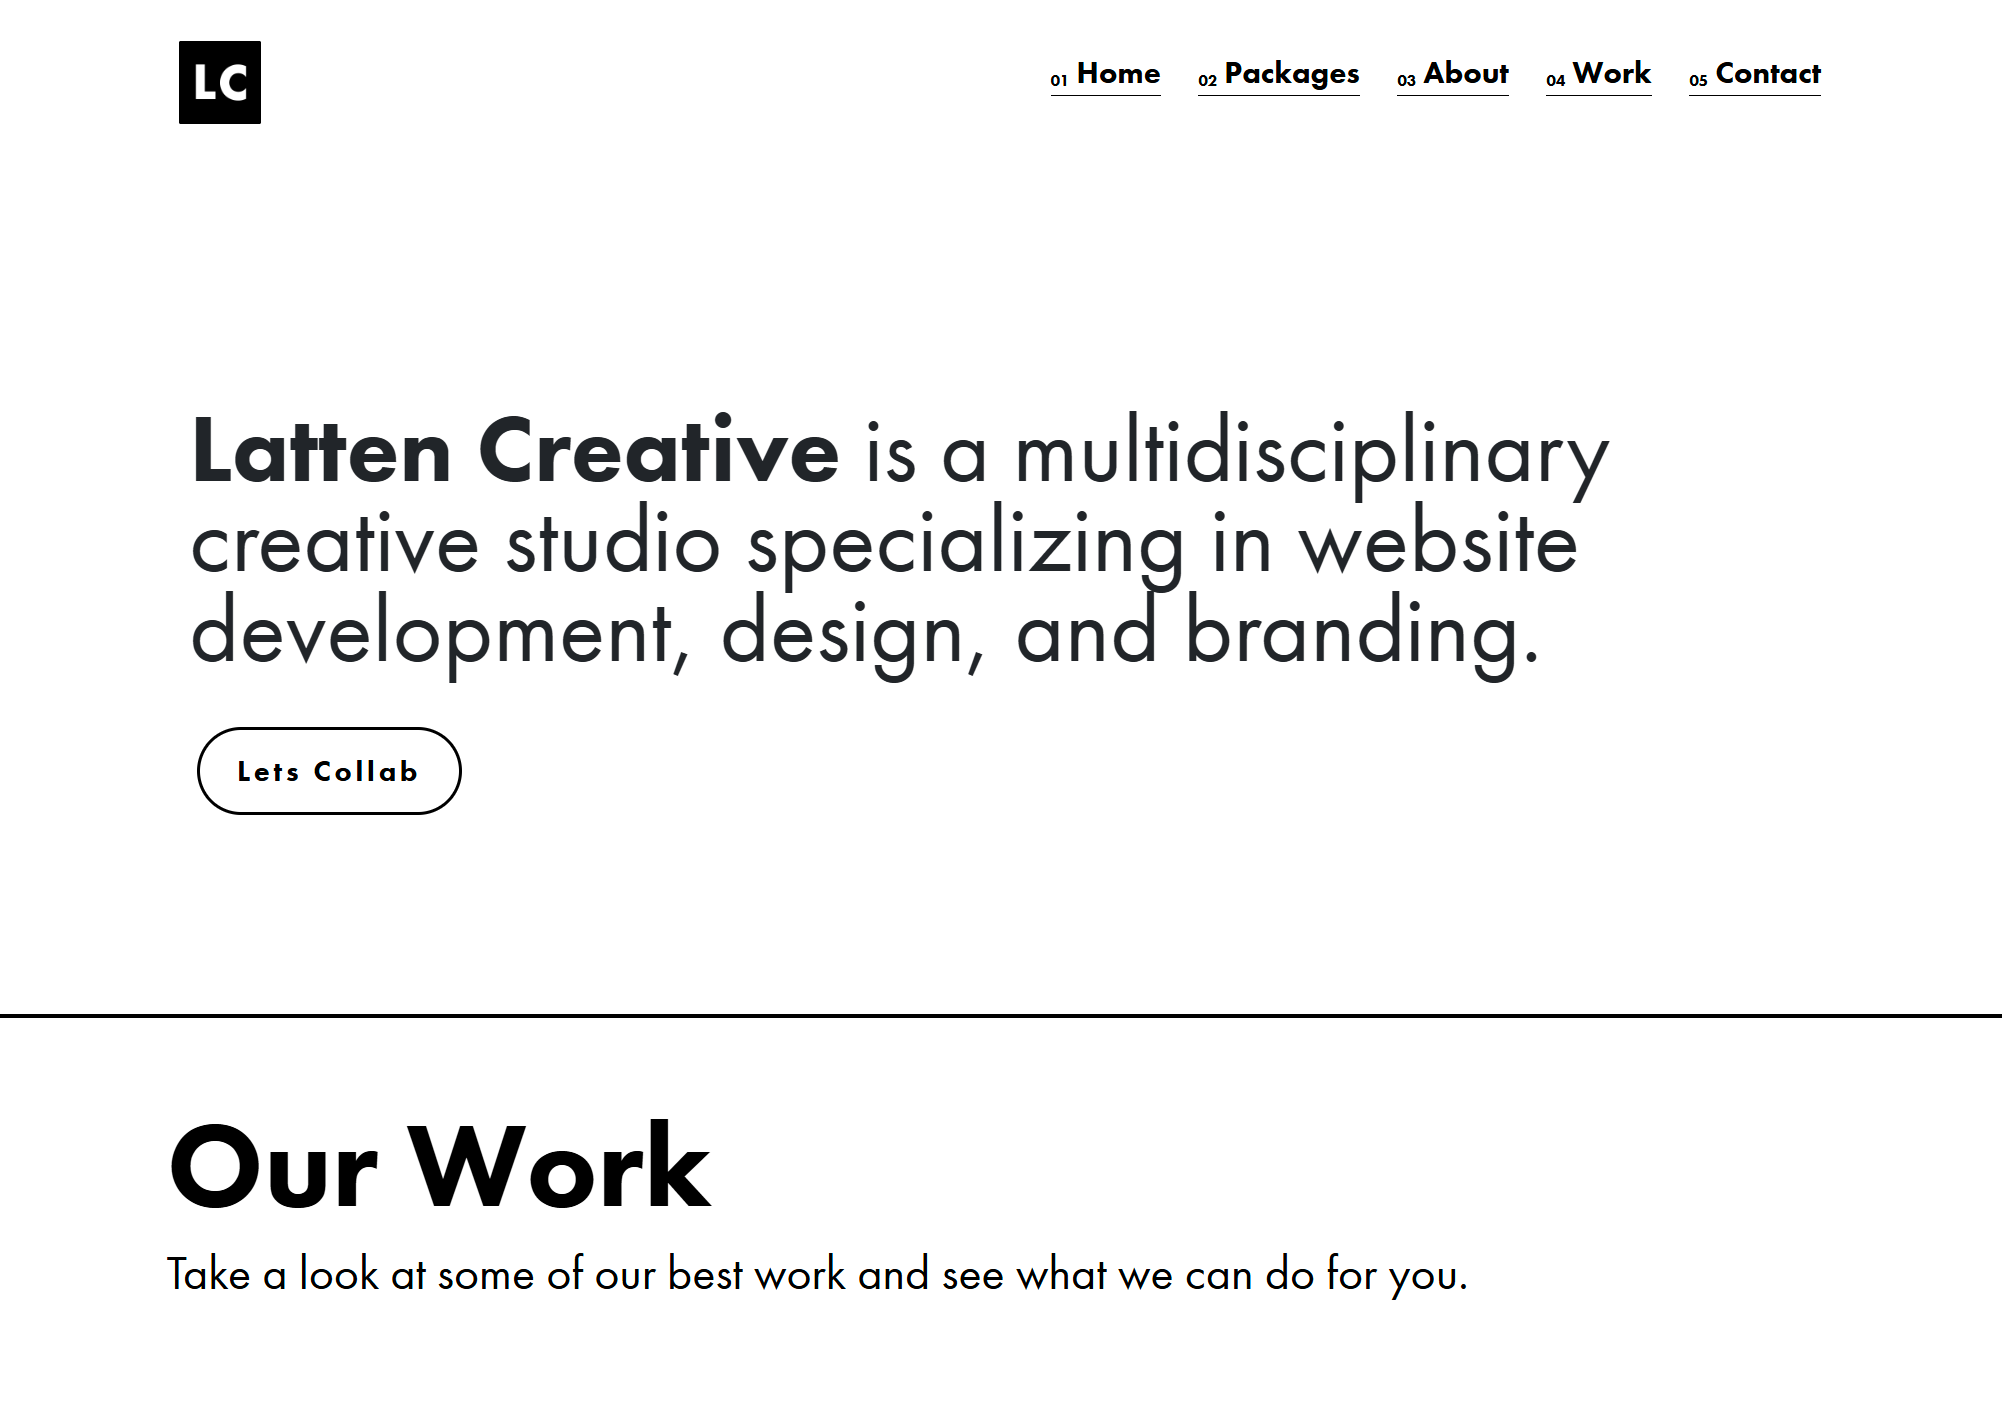 LC
01 Home 02 Packages 03 About 04 Work 05 Contact
Latten Creative is a multidisciplinary
creative studio specializing in website
development, design, and branding.
Lets Collab
Our Work
Take a look at some of our best work and see what we can do for you.